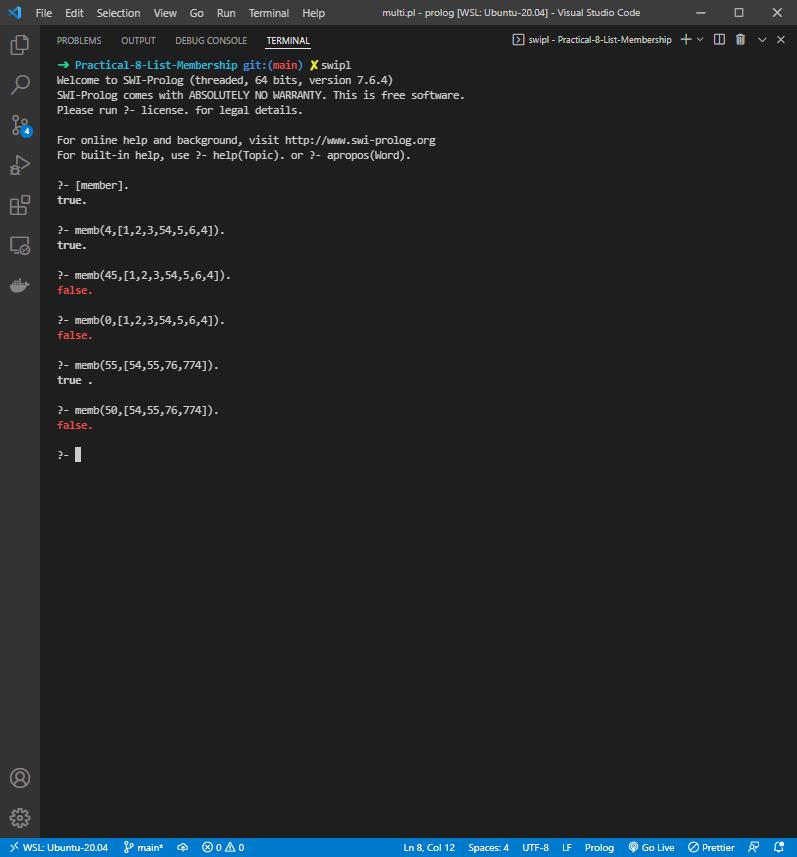 File Edit Selection View Go Run Terminal Help multi.pl - prolog [WSL: Ubuntu-20.04] - Visual Studio Code
PROBLEMS OUTPUT DEBUG CONSOLE TERMINAL swipl - Practical-8-List-Membership
➜ Practical-8-List-Membership git:(main) ✗ swipl
Welcome to SWI-Prolog (threaded, 64 bits, version 7.6.4)
SWI-Prolog comes with ABSOLUTELY NO WARRANTY. This is free software.
Please run ?- license. for legal details.
For online help and background, visit http://www.swi-prolog.org
For built-in help, use ?- help(Topic). or ?- apropos(Word).
?- [member].
true.
?- memb(4,[1,2,3,54,5,6,4]).
true.
?- memb(45,[1,2,3,54,5,6,4]).
false.
?- memb(0,[1,2,3,54,5,6,4]).
false.
?- memb(55,[54,55,76,774]).
true .
?- memb(50,[54,55,76,774]).
false.
?-
4
WSL: Ubuntu-20.04 main* 0 0 Ln 8, Col 12 Spaces: 4 UTF-8 LF Prolog Go Live Prettier